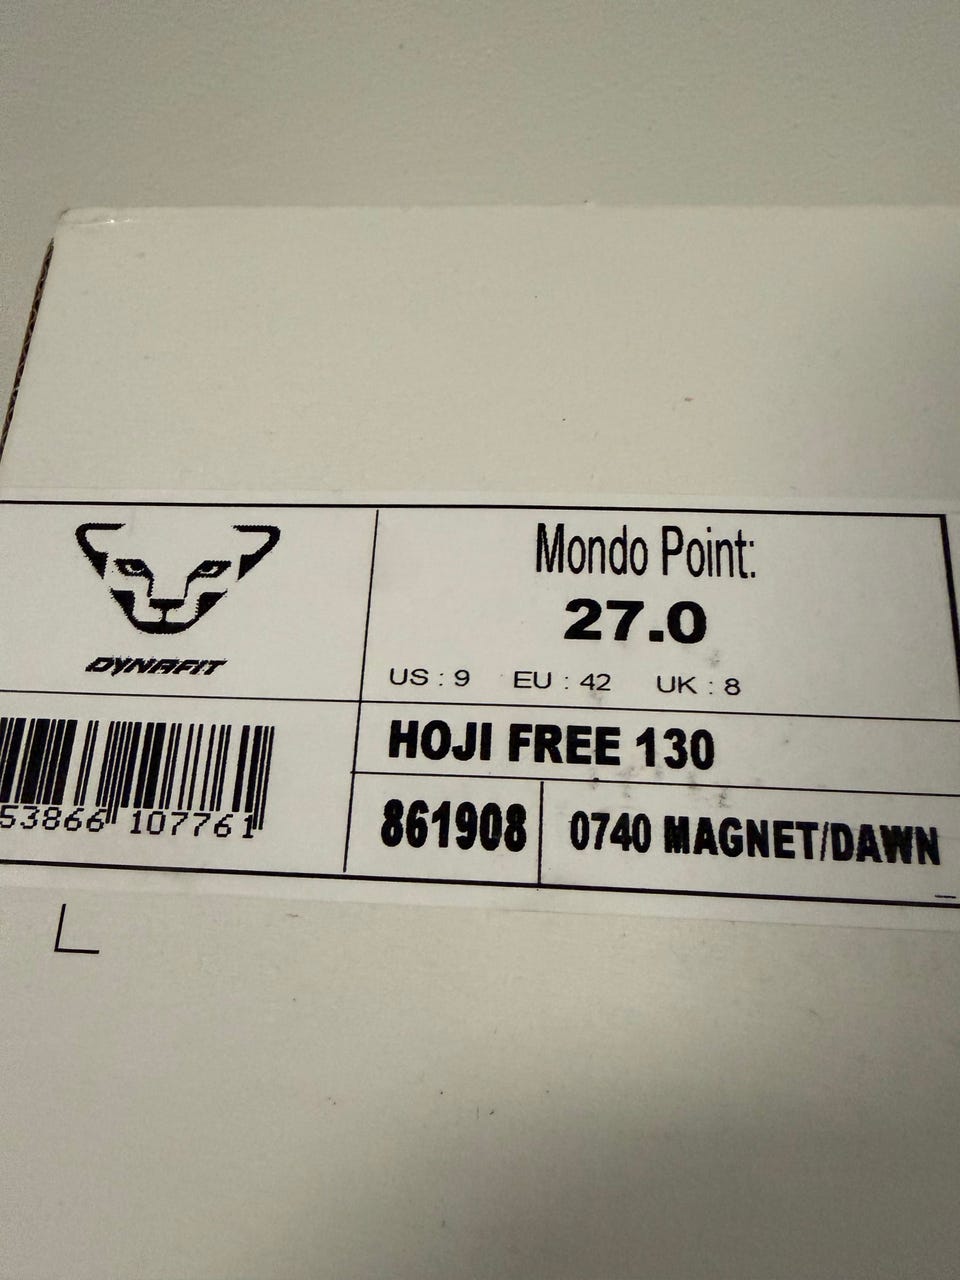 Mondo Point:
27.0
DYNAFIT
US : 9 EU : 42 UK : 8
HOJI FREE 130
53866 107761
861908 0740 MAGNET/DAWN